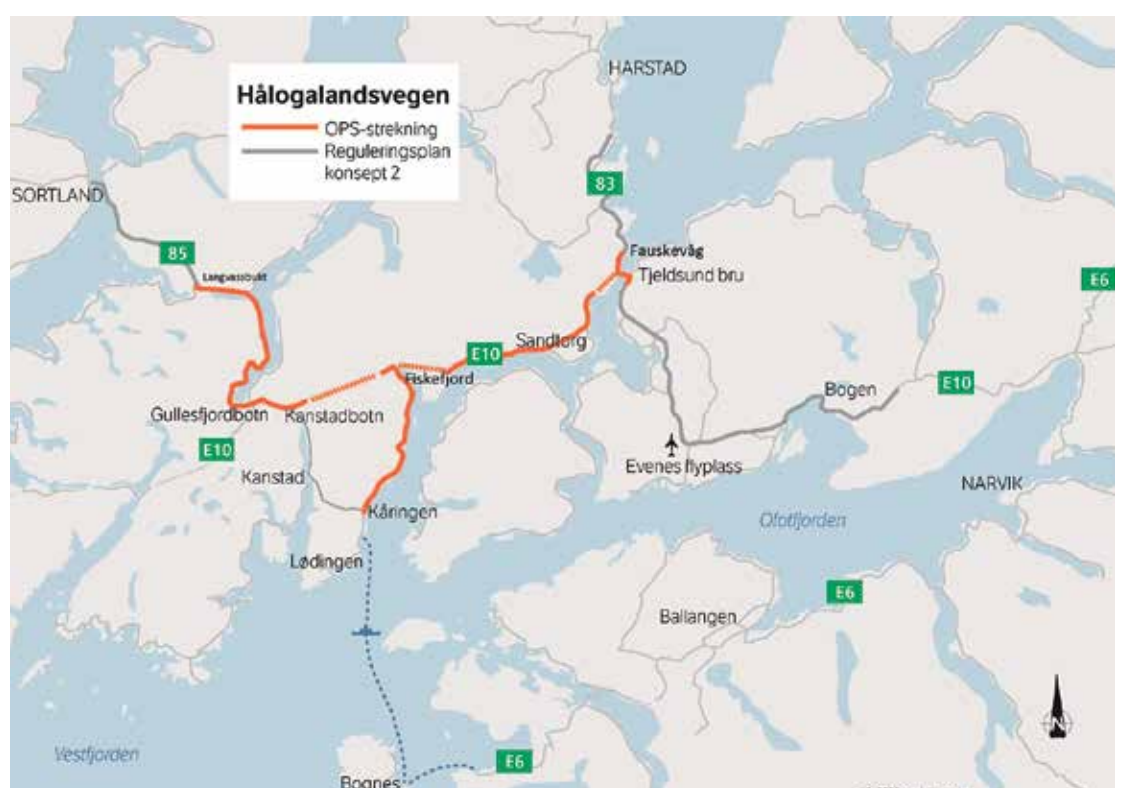 HARSTAD
Hålogalandsvegen
OPS-strekning
Reguleringsplan
konsept 2
83
SORTLAND
85
Fauskevåg
Langvassbukt
Tjeldsund bru
E6
Sandtorg
E10
Fiskefjord
E10
Bogen
Gullesfjordbotn
Kanstadbotn
E10
Evenes flyplass
Kanstad
NARVIK
Kåringen
Ofotfjorden
Lødingen
E6
Ballangen
N
Vestfjorden
E6
Bognes